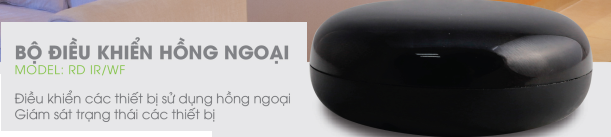 BỘ ĐIỀU KHIỂN HỒNG NGOẠI
MODEL: RD IR/WF
Điều khiển các thiết bị sử dụng hồng ngoại
Giám sát trạng thái các thiết bị